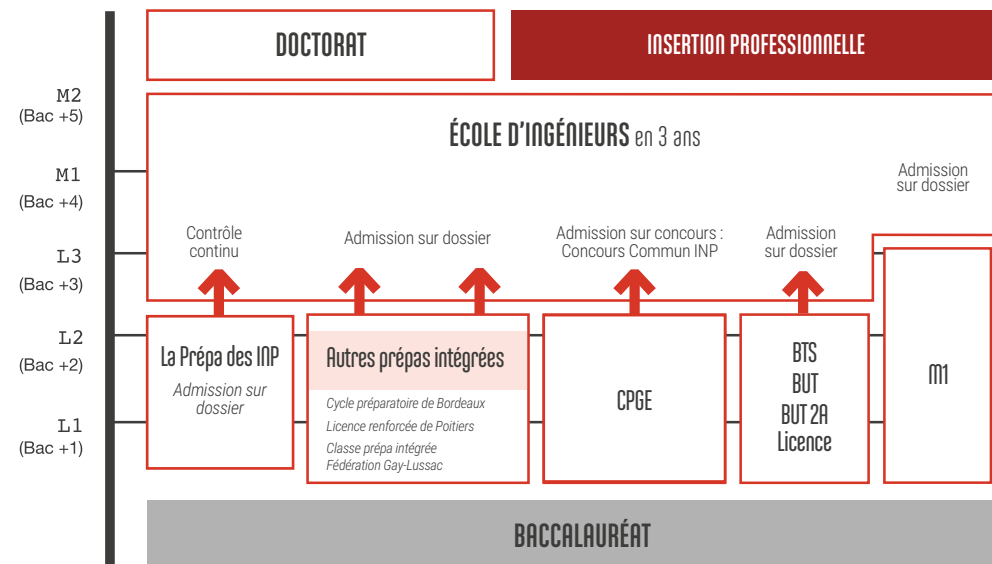 DOCTORAT
INSERTION PROFESSIONNELLE
M2
(Bac +5)
ÉCOLE D'INGÉNIEURS en 3 ans
M1
(Bac +4)
Admission
sur dossier
Contrôle
continu
Admission sur dossier
Admission sur concours :
Concours Commun INP
Admission
sur dossier
L3
(Bac +3)
L2
(Bac +2)
La Prépa des INP
Admission sur
dossier
Autres prépas intégrées
Cycle préparatoire de Bordeaux
Licence renforcée de Poitiers
Classe prépa intégrée
Fédération Gay-Lussac
CPGE
BTS
BUT
BUT 2A
Licence
M1
L1
(Bac +1)
BACCALAURÉAT